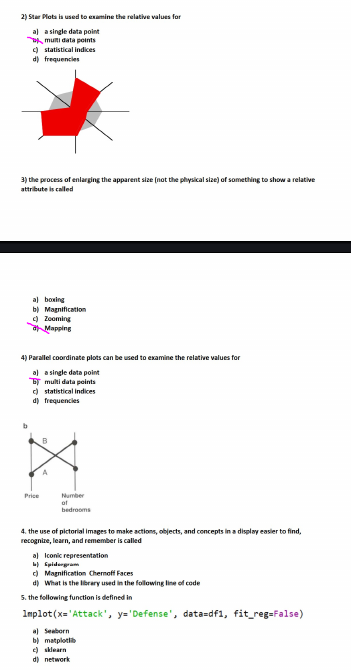 2) Star Plots is used to examine the relative values for
a) a single data point
b) multi data points
c) statistical indices
d) frequencies
3) the process of enlarging the apparent size (not the physical size) of something to show a relative
attribute is called
a) boxing
b) Magnification
c) Zooming
d) Mapping
4) Parallel coordinate plots can be used to examine the relative values for
a) a single data point
b) multi data points
c) statistical indices
d) frequencies
b
B
A
Price Number
of
bedrooms
4. the use of pictorial images to make actions, objects, and concepts in a display easier to find,
recognize, learn, and remember is called
a) Iconic representation
b) Spidergram
c) Magnification Chernoff Faces
d) What is the library used in the following line of code
5. the following function is defined in
lmplot(x='Attack', y='Defense', data=df1, fit_reg=False)
a) Seaborn
b) matplotlib
c) sklearn
d) network